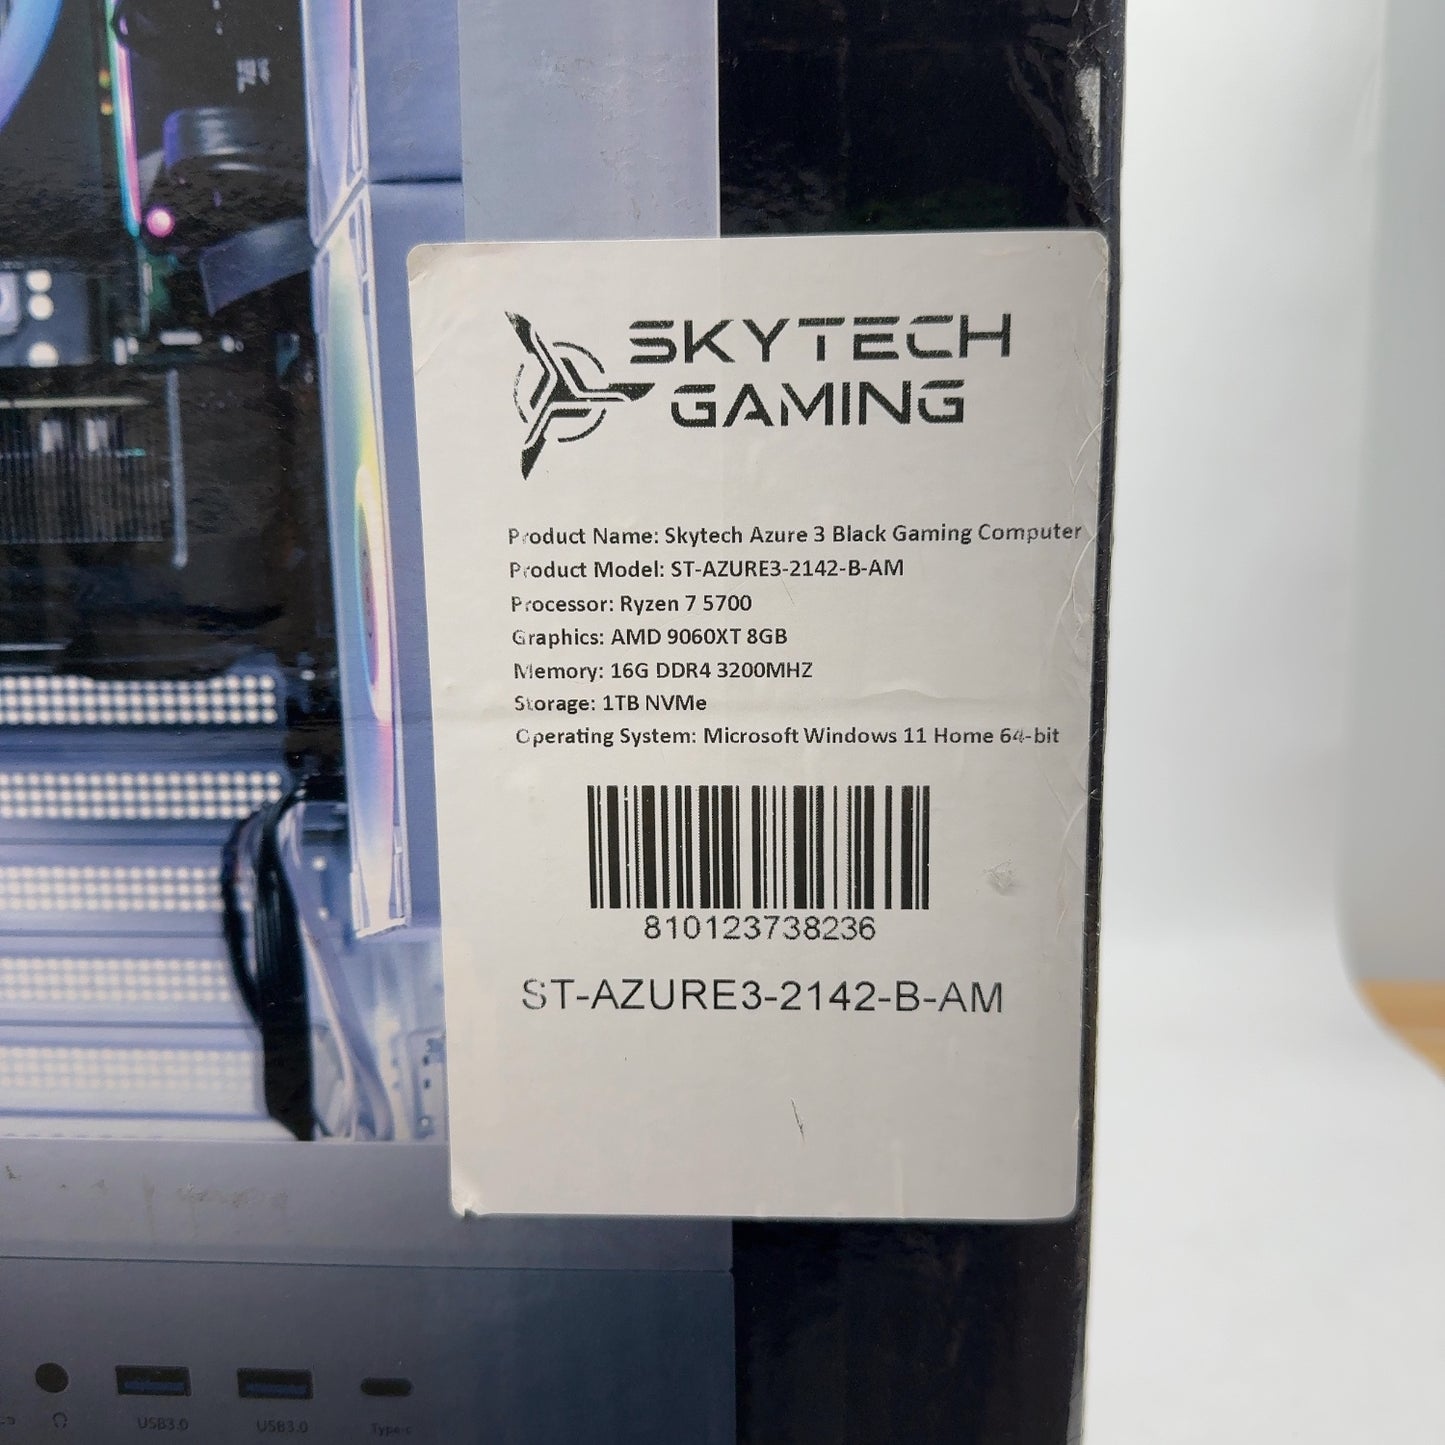 SKYTECH
GAMING
Product Name: Skytech Azure 3 Black Gaming Computer
Product Model: ST-AZURE3-2142-B-AM
Processor: Ryzen 7 5700
Graphics: AMD 9060XT 8GB
Memory: 16G DDR4 3200MHZ
Storage: 1TB NVMe
Operating System: Microsoft Windows 11 Home 64-bit
810123738236
ST-AZURE3-2142-B-AM
USB3.0 USB3.0 Type-c